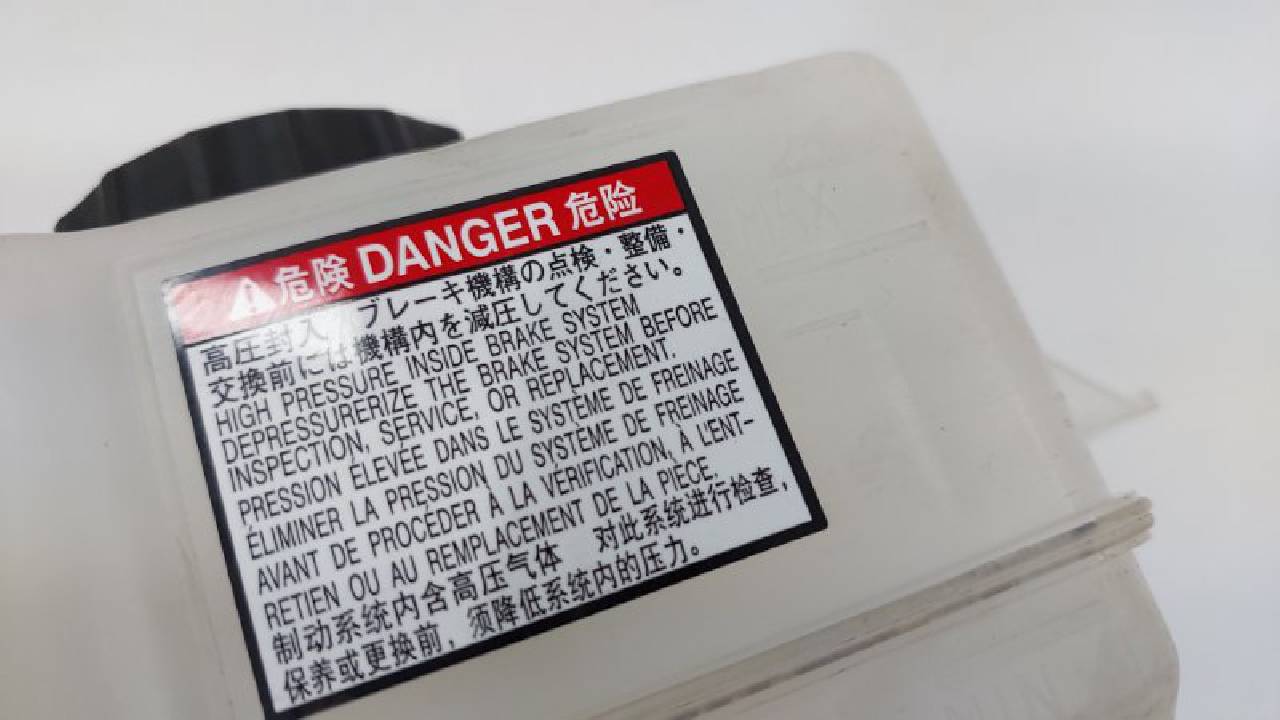 危険 DANGER 危险
高圧封入 ブレーキ機構の点検・整備・
交換前には機構内を減圧してください。
HIGH PRESSURE INSIDE BRAKE SYSTEM
DEPRESSURERIZE THE BRAKE SYSTEM BEFORE
INSPECTION, SERVICE, OR REPLACEMENT.
PRESSION ELEVÉE DANS LE SYSTÈME DE FREINAGE
ÉLIMINER LA PRESSION DU SYSTÈME DE FREINAGE
AVANT DE PROCEDER À LA VÉRIFICATION, À L'ENT-
RETIEN OU AU REMPLACEMENT DE LA PIÈCE.
制动系统内含高压气体 对此系统进行检查,
保养或更换前,须降低系统内的压力。